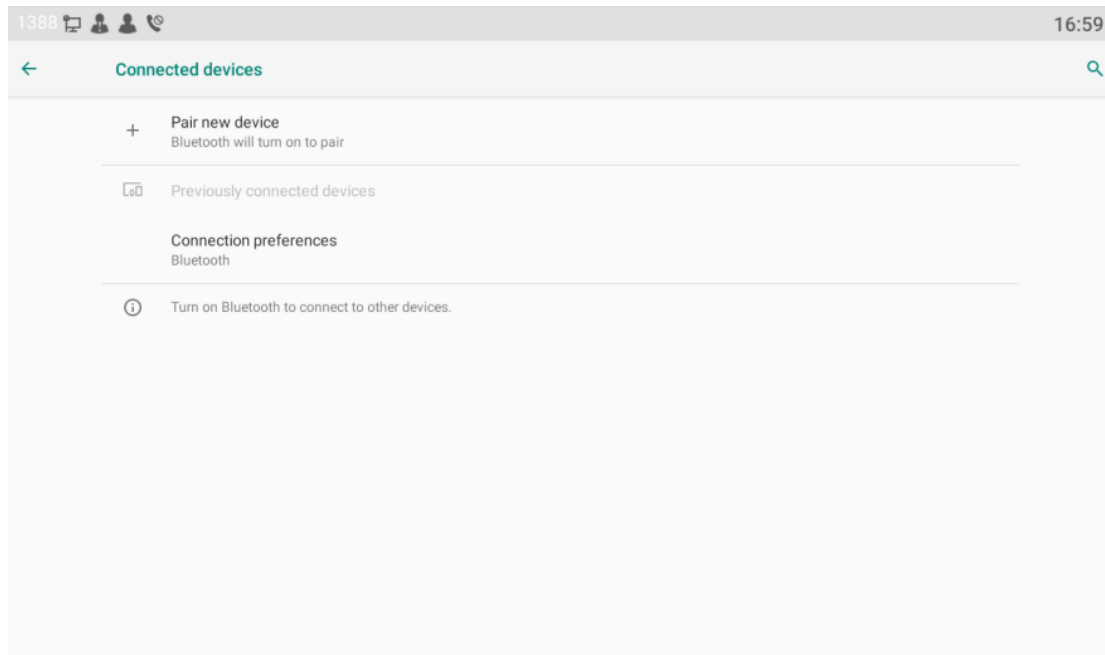 1388
16:59
Connected devices
Pair new device
Bluetooth will turn on to pair
Previously connected devices
Connection preferences
Bluetooth
Turn on Bluetooth to connect to other devices.